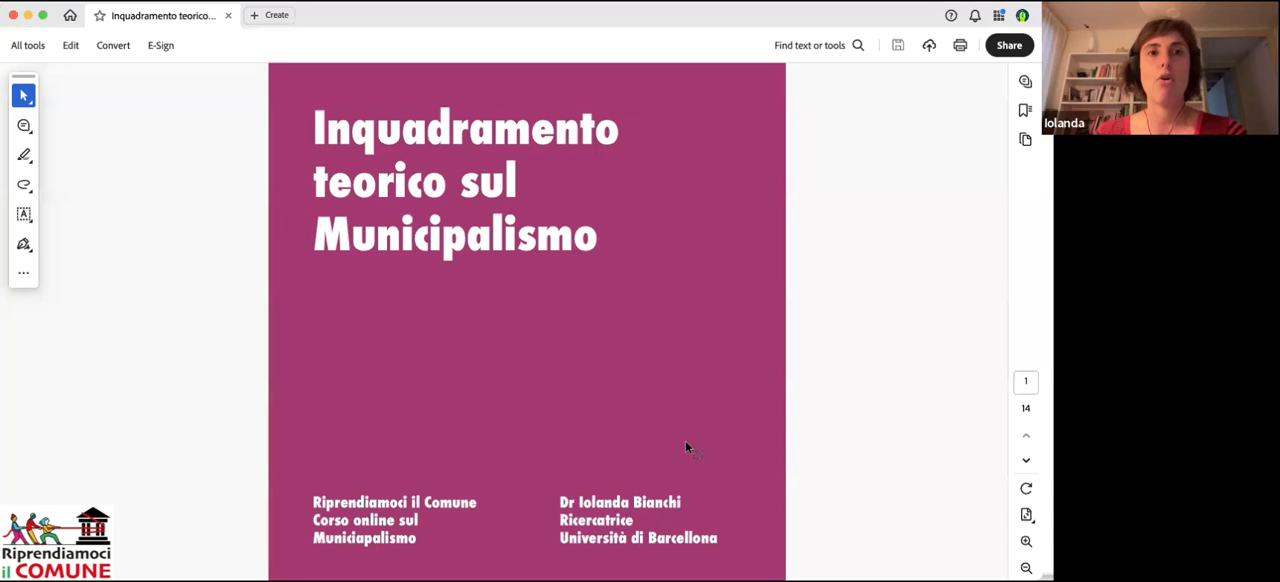 Inquadramento teorico...
Create
All tools
Edit
Convert
E-Sign
Find text or tools
Share
Iolanda
Inquadramento
teorico sul
Municipalismo
1
14
Riprendiamoci il Comune
Corso online sul
Municiapalismo
Dr Iolanda Bianchi
Ricercatrice
Università di Barcellona
Riprendiamoci
il COMUNE